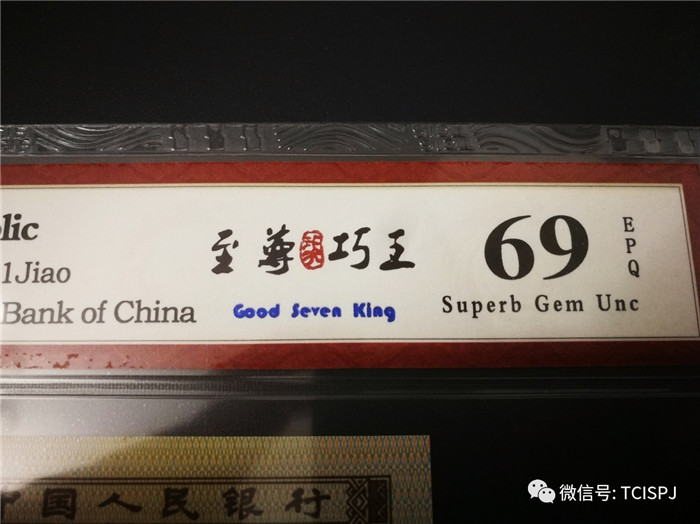 lic
1Jiao
Bank of China
至尊 巧王
Good Seven King
69
EPQ
Superb Gem Unc
中国人民银行
微信号: TCISPJ